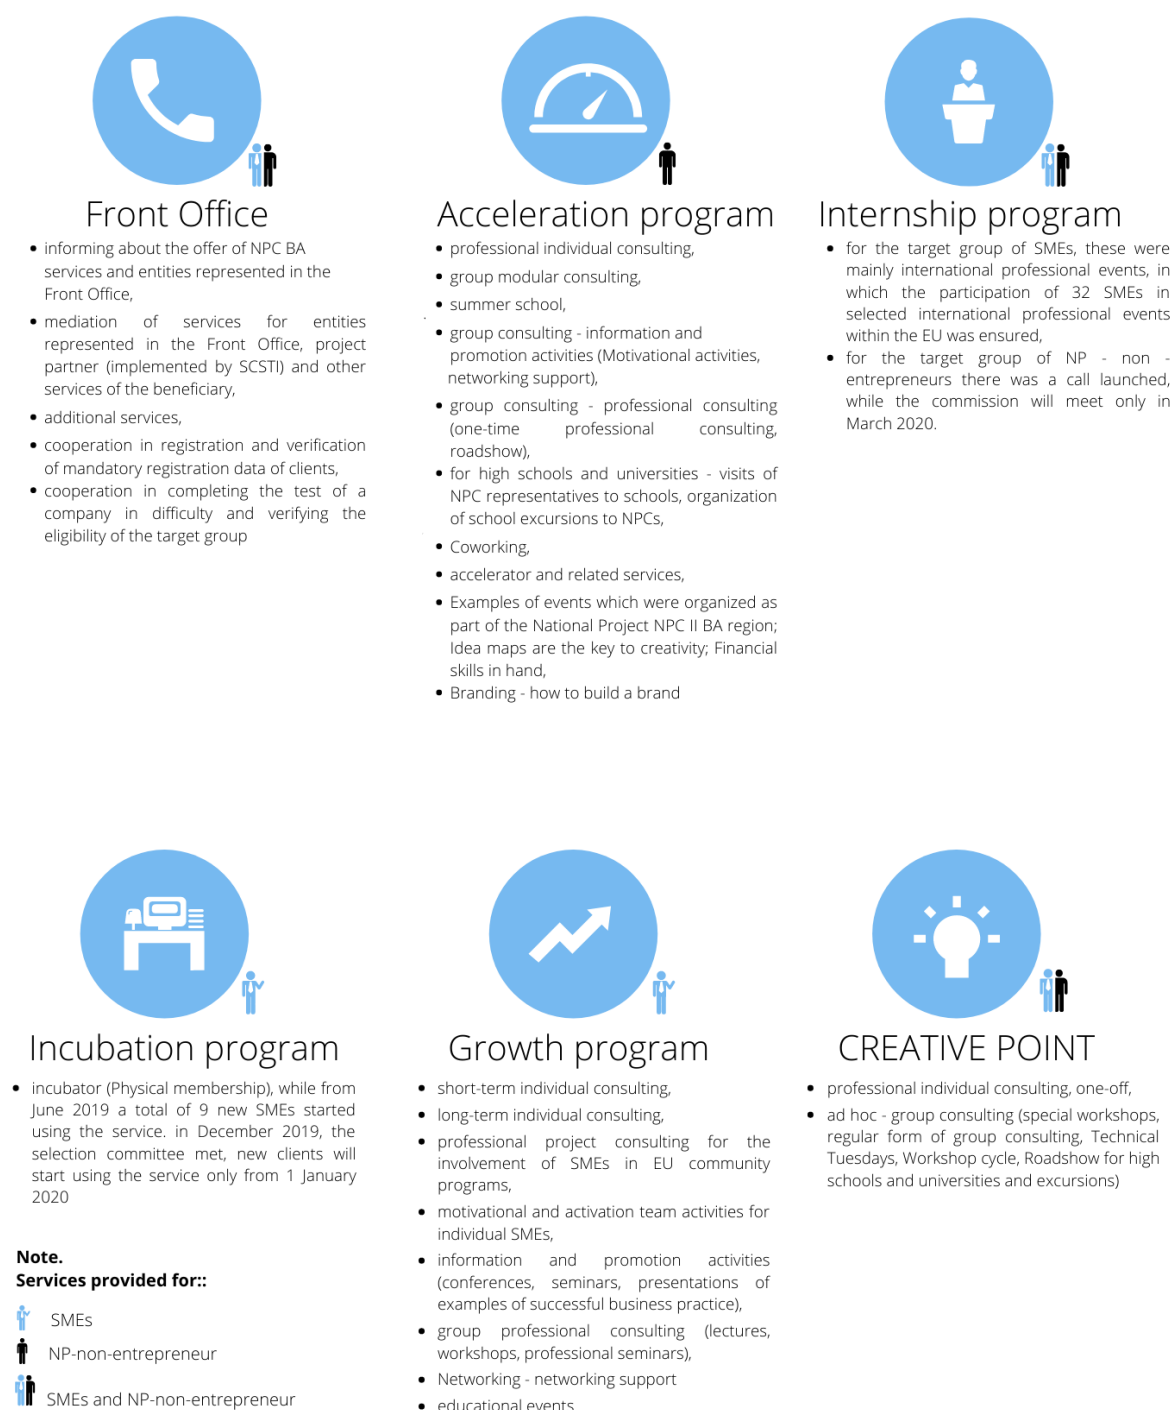 Front Office
informing about the offer of NPC BA
services and entities represented in the
Front Office,
mediation of services for entities
represented in the Front Office, project
partner (implemented by SCSTI) and other
services of the beneficiary,
additional services,
cooperation in registration and verification
of mandatory registration data of clients,
cooperation in completing the test of a
company in difficulty and verifying the
eligibility of the target group
Acceleration program
professional individual consulting,
group modular consulting,
summer school,
group consulting - information and
promotion activities (Motivational activities,
networking support),
group consulting - professional consulting
(one-time professional consulting,
roadshow),
for high schools and universities - visits of
NPC representatives to schools, organization
of school excursions to NPCs,
Coworking,
accelerator and related services,
Examples of events which were organized as
part of the National Project NPC II BA region;
Idea maps are the key to creativity; Financial
skills in hand,
Branding - how to build a brand
Internship program
for the target group of SMEs, these were
mainly international professional events, in
which the participation of 32 SMEs in
selected international professional events
within the EU was ensured,
for the target group of NP - non -
entrepreneurs there was a call launched,
while the commission will meet only in
March 2020.
Incubation program
incubator (Physical membership), while from
June 2019 a total of 9 new SMEs started
using the service. in December 2019, the
selection committee met, new clients will
start using the service only from 1 January
2020
Note.
Services provided for::
SMEs
NP-non-entrepreneur
SMEs and NP-non-entrepreneur
Growth program
short-term individual consulting,
long-term individual consulting,
professional project consulting for the
involvement of SMEs in EU community
programs,
motivational and activation team activities for
individual SMEs,
information and promotion activities
(conferences, seminars, presentations of
examples of successful business practice),
group professional consulting (lectures,
workshops, professional seminars),
Networking - networking support
educational events
CREATIVE POINT
professional individual consulting, one-off,
ad hoc - group consulting (special workshops,
regular form of group consulting, Technical
Tuesdays, Workshop cycle, Roadshow for high
schools and universities and excursions)